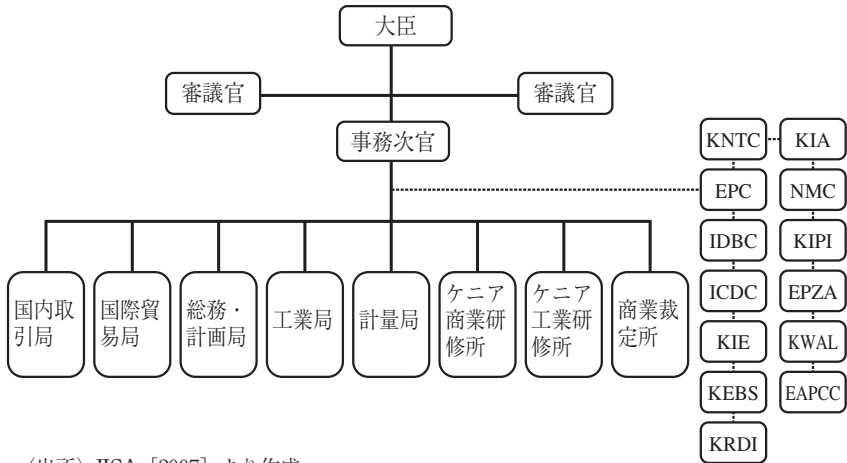 大臣
審議官
審議官
事務次官
国内取
引局
国際貿
易局
総務・
計画局
工業局
計量局
ケニア
商業研
修所
ケニア
工業研
修所
商業裁
定所
KNTC
KIA
EPC
NMC
IDBC
KIPI
ICDC
EPZA
KIE
KWAL
KEBS
EAPCC
KRDI
(出所) JICA [2007] より作成